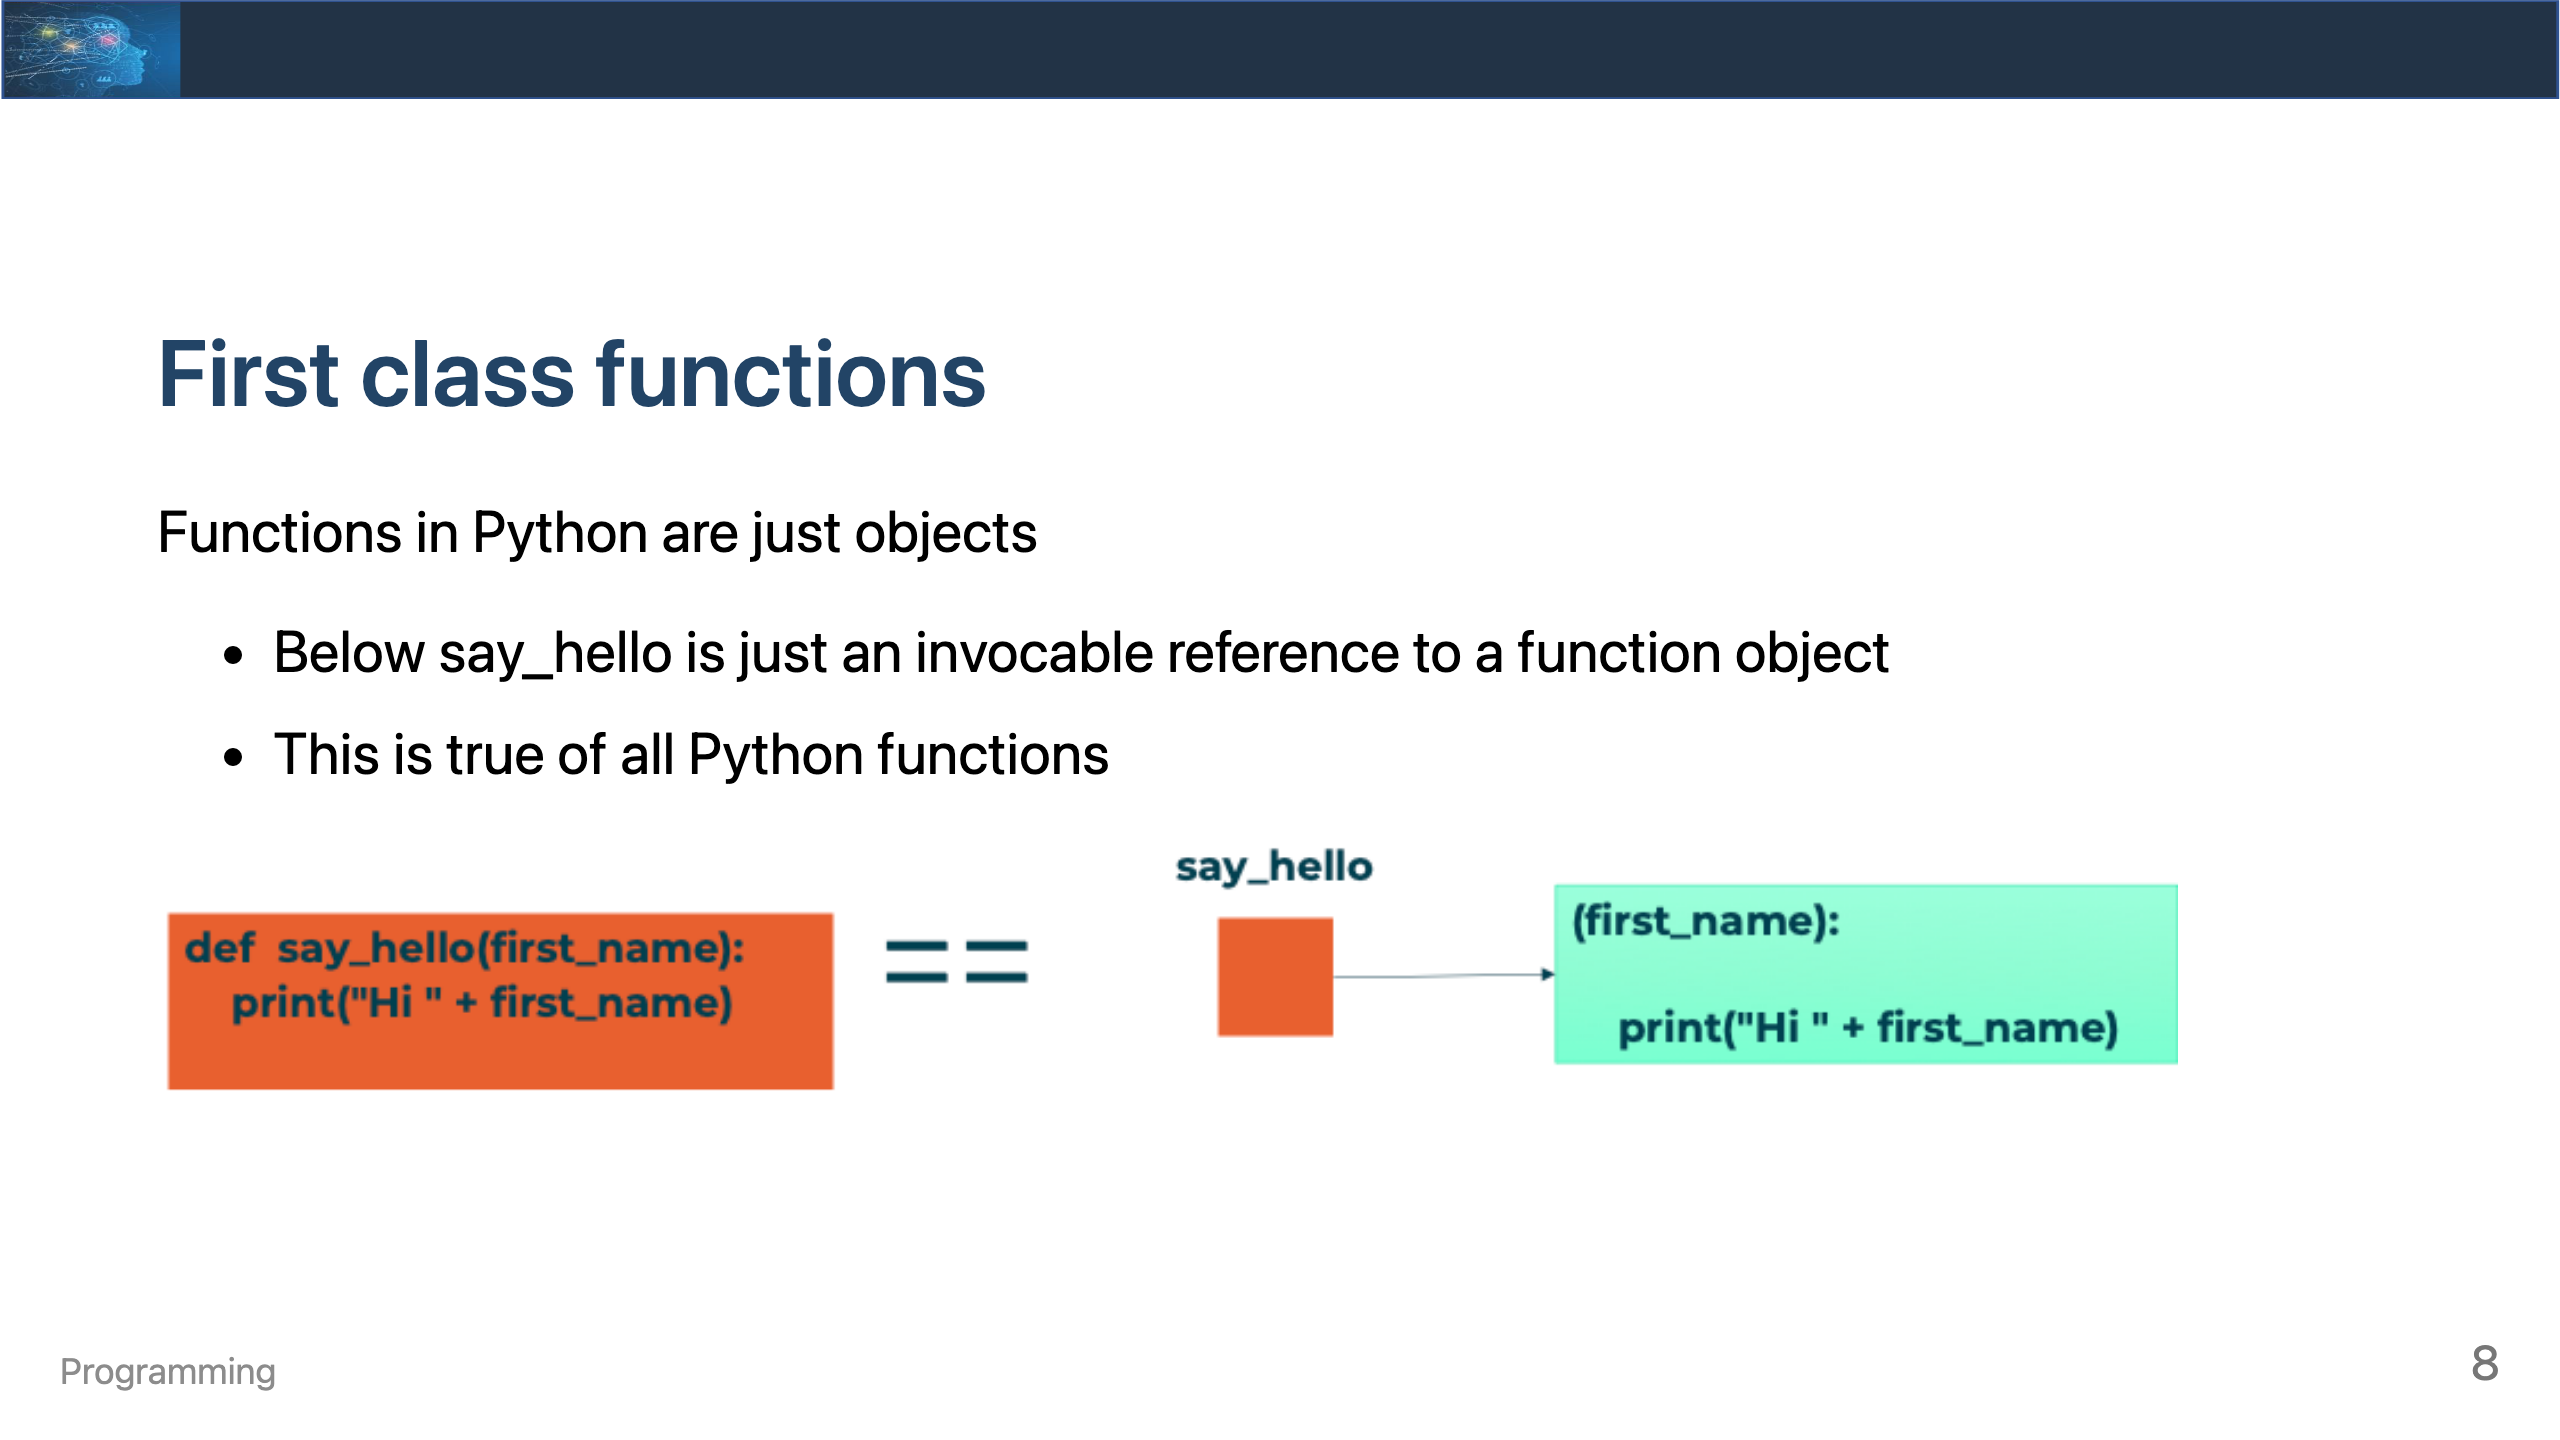 First class functions
Functions in Python are just objects
• Below say_hello is just an invocable reference to a function object
• This is true of all Python functions
say_hello
def say_hello(first_name):
print("Hi " + first_name)
==
(first_name):
print("Hi " + first_name)
Programming
8